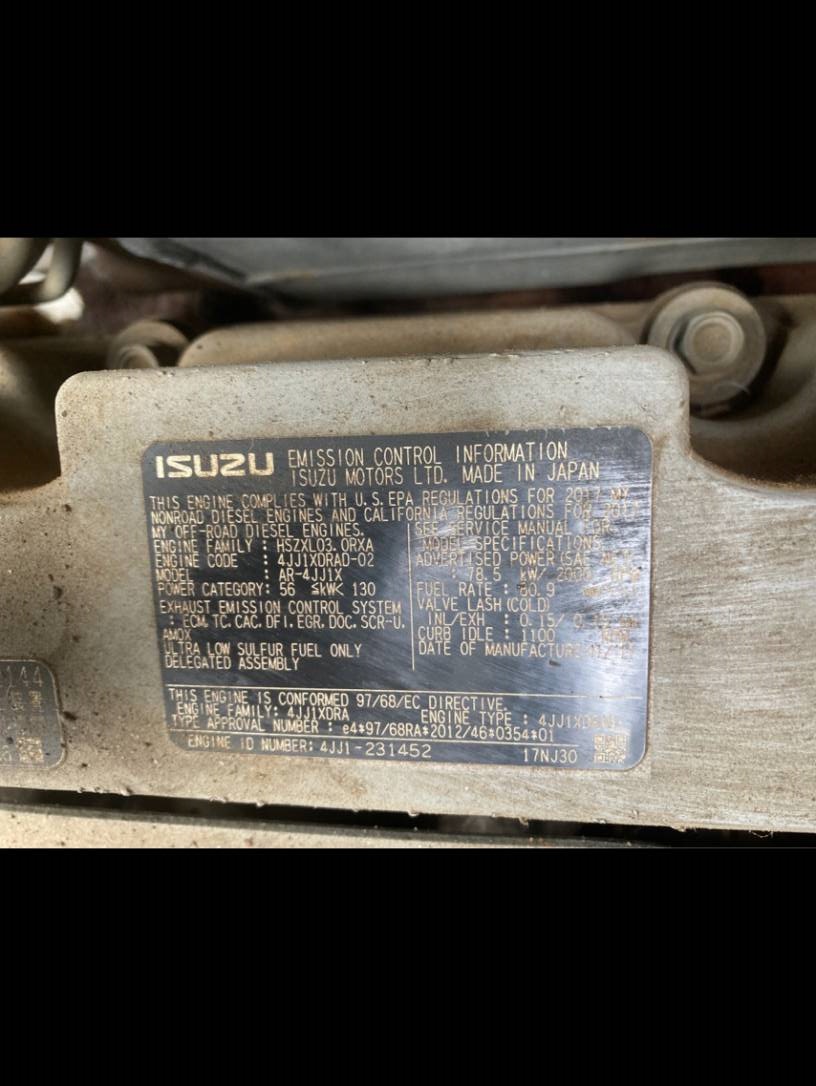 ISUZU EMISSION CONTROL INFORMATION
ISUZU MOTORS LTD. MADE IN JAPAN
THIS ENGINE COMPLIES WITH U.S. EPA REGULATIONS FOR 2017 MY
NONROAD DIESEL ENGINES AND CALIFORNIA REGULATIONS FOR 2017
MY OFF-ROAD DIESEL ENGINES.
ENGINE FAMILY : HSZXL03.0RXA
ENGINE CODE : 4JJ1XDRAD-02
MODEL : AR-4JJ1X
POWER CATEGORY: 56 ≤kW< 130
EXHAUST EMISSION CONTROL SYSTEM
: ECM, TC, CAC, DFI, EGR, DOC, SCR-U,
AMOX
ULTRA LOW SULFUR FUEL ONLY
DELEGATED ASSEMBLY
SEE SERVICE MANUAL FOR
MODEL SPECIFICATIONS.
ADVERTISED POWER(SAE
: 78.5 kW/ 2000
FUEL RATE :
VALVE LASH(COLD)
INL/EXH : 0.15/
CURB IDLE : 1100
DATE OF MANUFACTURE
THIS ENGINE IS CONFORMED 97/68/EC DIRECTIVE.
ENGINE FAMILY: 4JJ1XDRA ENGINE TYPE :
TYPE APPROVAL NUMBER : e4*97/68RA*2012/46*0354*01
ENGINE ID NUMBER: 4JJ1-231452 17NJ30